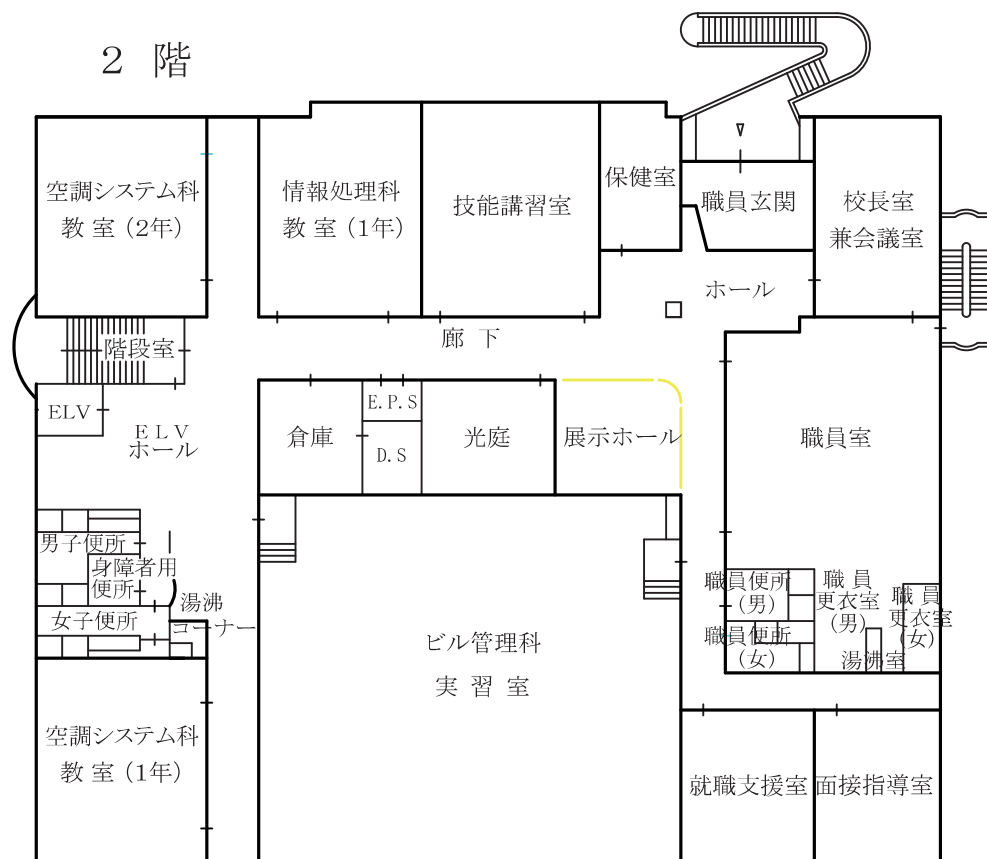 2 階
空調システム科
教 室 (2年)
情報処理科
教 室 (1年)
技能講習室
保健室
職員玄関
校長室
兼会議室
ホール
廊 下
階段室
ELV
ELV
ホール
倉庫
E.P.S
D.S
光庭
展示ホール
職員室
男子便所
身障者用
便所
女子便所
湯沸
コーナー
ビル管理科
実 習 室
職員便所
(男)
職員便所
(女)
職 員
更衣室
(男)
職 員
更衣室
(女)
湯沸室
空調システム科
教 室 (1年)
就職支援室
面接指導室